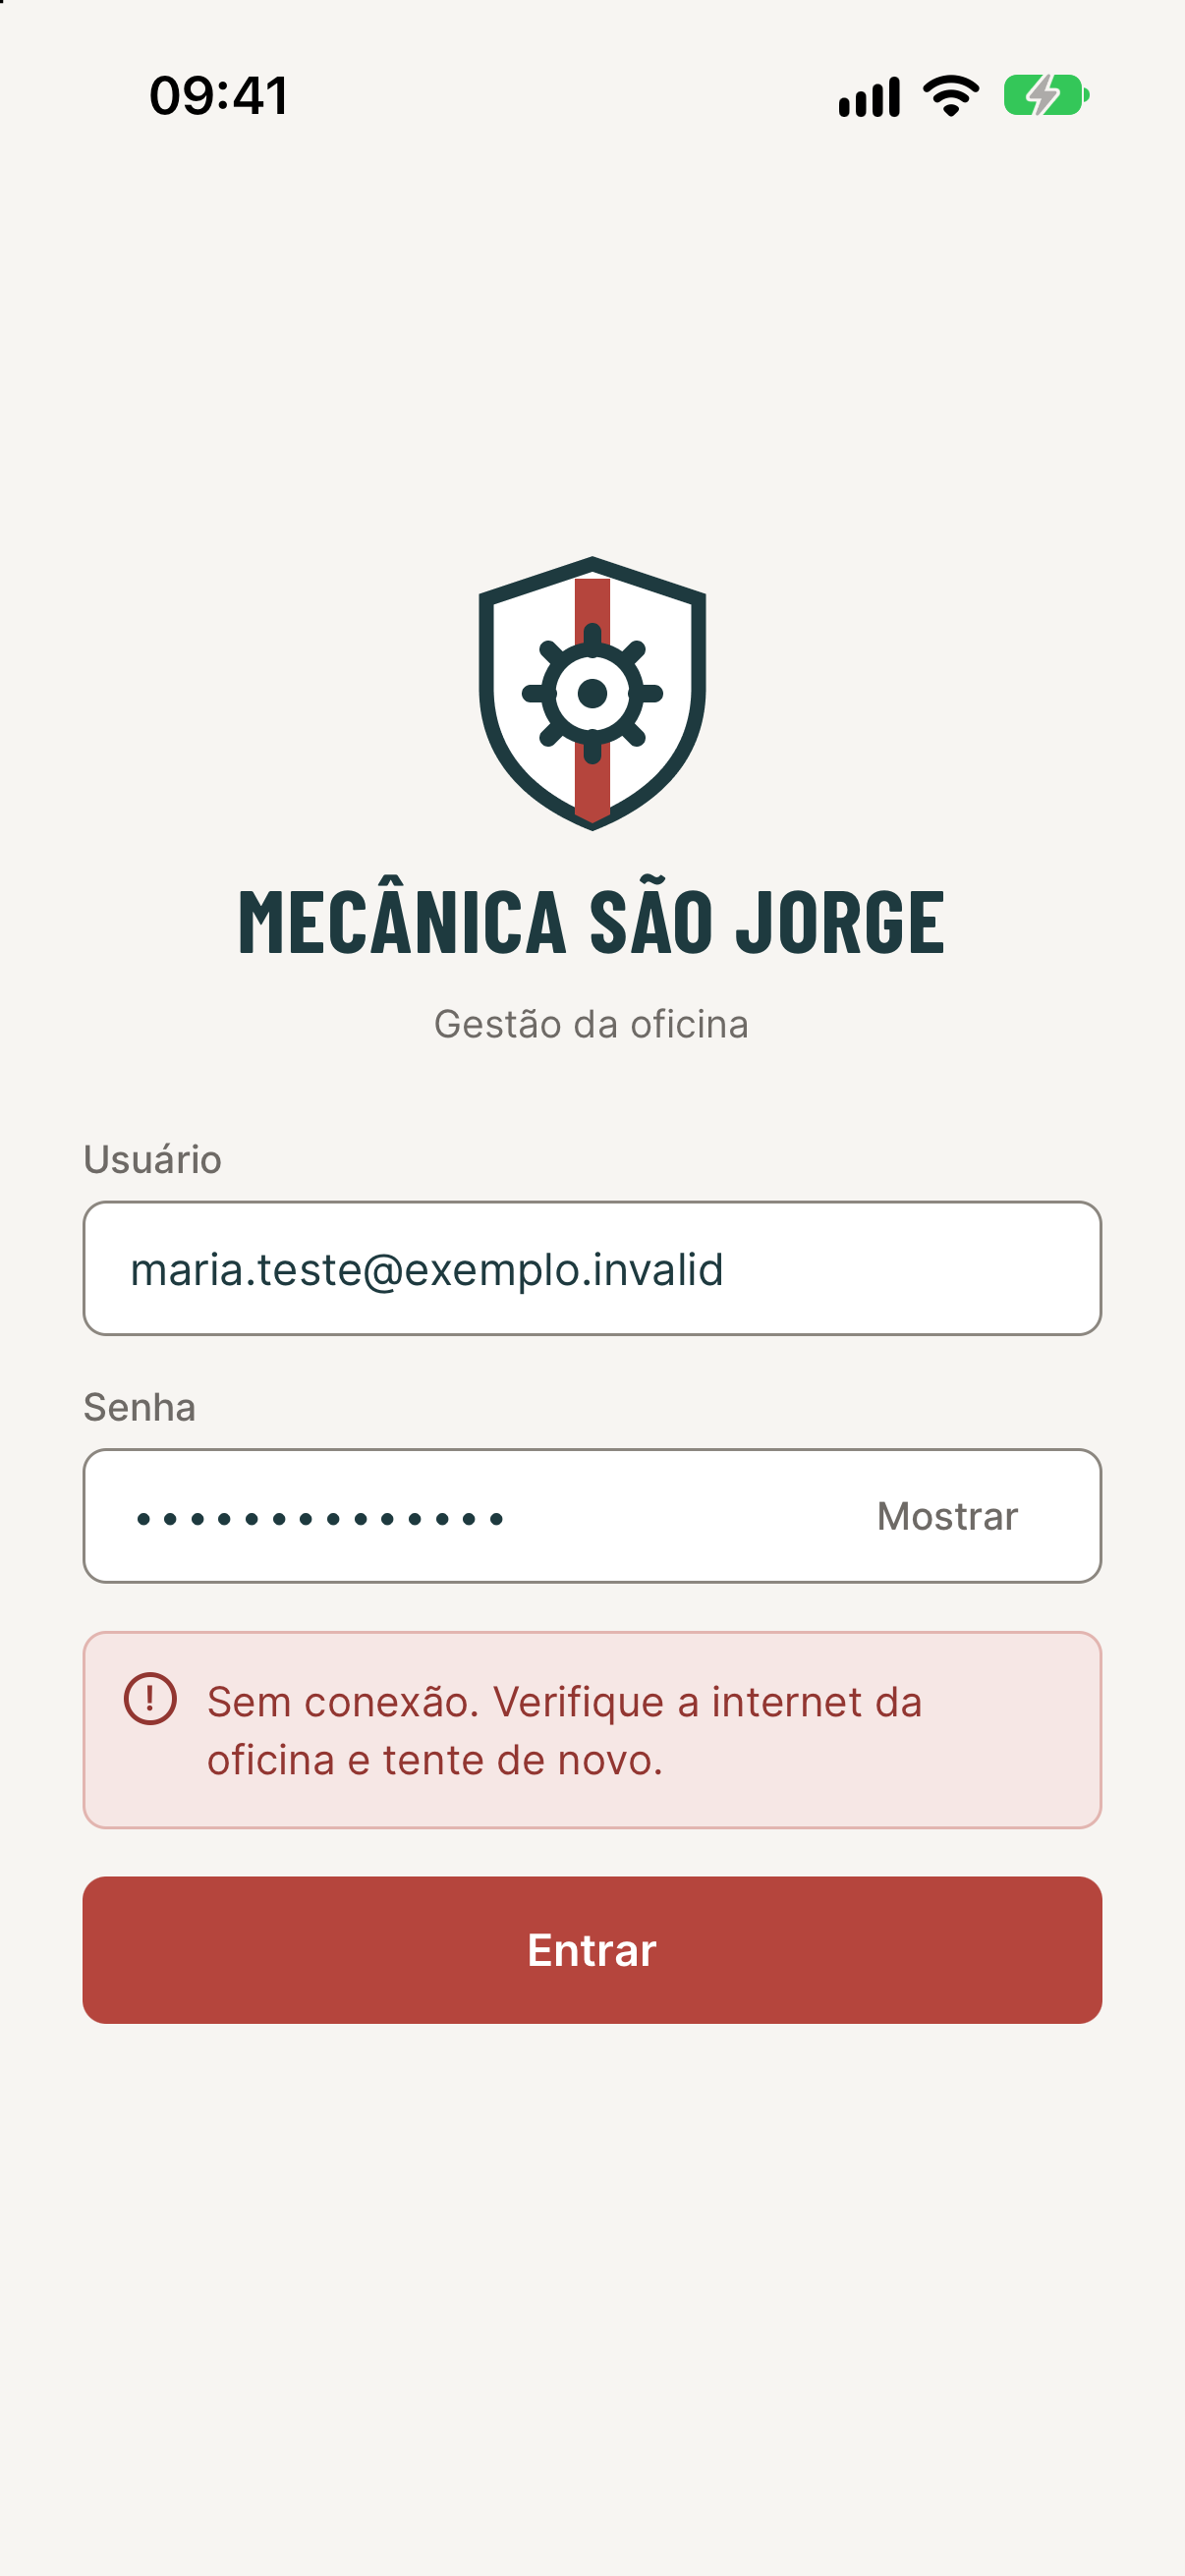 09:41
MECÂNICA SÃO JORGE
Gestão da oficina
Usuário
maria.teste@exemplo.invalid
Senha
••••••••••••••
Mostrar
Sem conexão. Verifique a internet da
oficina e tente de novo.
Entrar